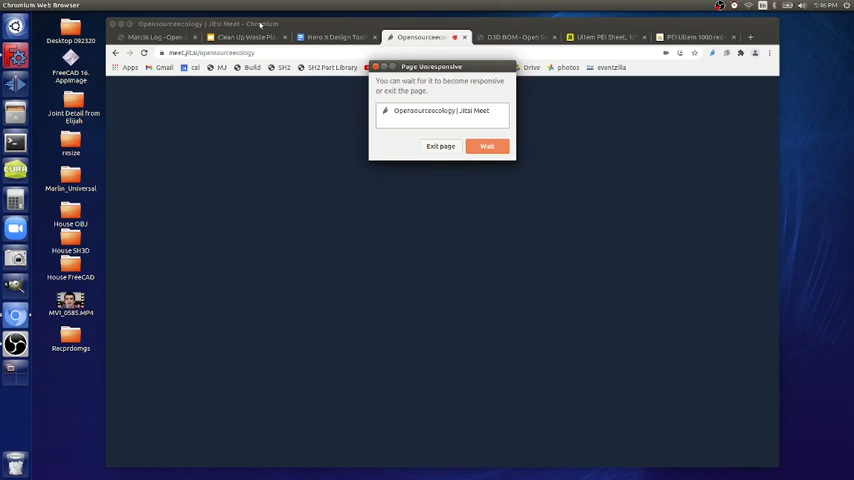 Chromium Web Browser
En
5:46 PM
Opensourceecology | Jitsi Meet - Chromium
Marcin Log - Open S
Clean Up Waste Pla
Hero X Design Tool
Opensourceeco
D3D BOM - Open So
Ultem PEI Sheet, 12"
PEI Ultem 1000 red
meet.jit.si/opensourceecology
Apps
Gmail
cal
MJ
Build
SH2
SH2 Part Library
Drive
photos
eventzilla
Page Unresponsive
You can wait for it to become responsive
or exit the page.
Opensourceecology | Jitsi Meet
Exit page
Wait
Desktop 092320
FreeCAD 16.
AppImage
Joint Detail from
Elijah
resize
Marlin_Universal
House OBJ
House SH3D
House FreeCAD
MVI_0585.MP4
Recprdomgs
CURA